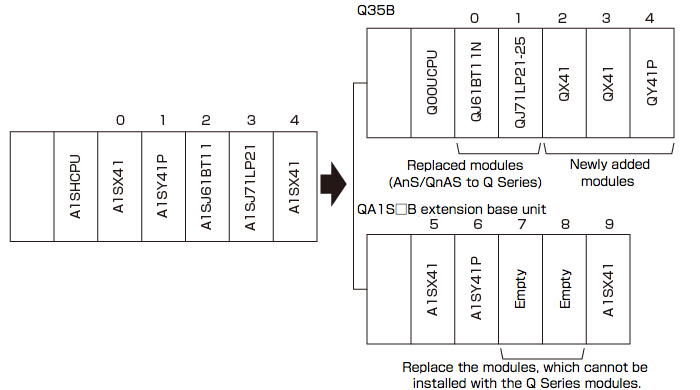 Q35B
0 1 2 3 4
Q00UCPU
QJ61BT11N
QJ71LP21-25
QX41
QX41
QY41P
0 1 2 3 4
A1SHCPU
A1SX41
A1SY41P
A1SJ61BT11
A1SJ71LP21
A1SX41
Replaced modules
(AnS/QnAS to Q Series)
Newly added
modules
QA1S□B extension base unit
5 6 7 8 9
A1SX41
A1SY41P
Empty
Empty
A1SX41
Replace the modules, which cannot be
installed with the Q Series modules.